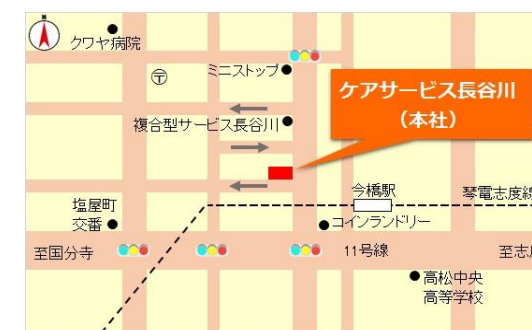 クワヤ病院
〒
ミニストップ
ケアサービス長谷川
（本社）
複合型サービス長谷川
塩屋町
交番
今橋駅
琴電志度線
コインランドリー
至国分寺
11号線
至志
高松中央
高等学校